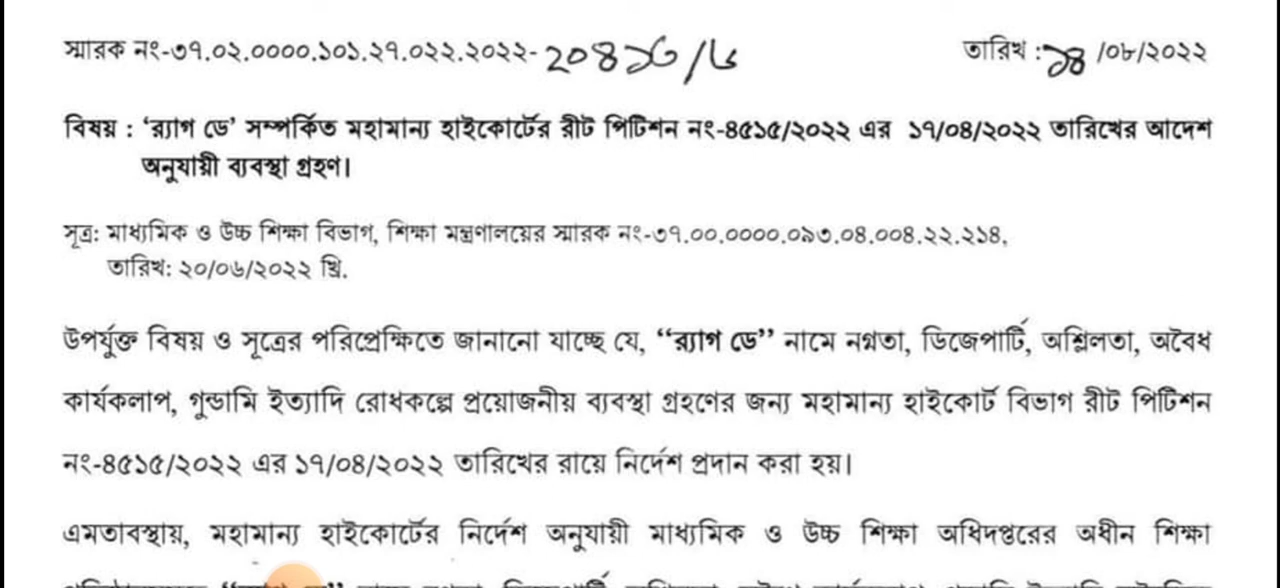 স্মারক নং-৩৭.০২.০০০০.১০১.২৭.০২২.২০২২-২০৪১৬/৬ তারিখ :১৪/০৮/২০২২
বিষয় : ‘র‍্যাগ ডে’ সম্পর্কিত মহামান্য হাইকোর্টের রীট পিটিশন নং-৪৫১৫/২০২২ এর ১৭/০৪/২০২২ তারিখের আদেশ
অনুযায়ী ব্যবস্থা গ্রহণ।
সূত্র: মাধ্যমিক ও উচ্চ শিক্ষা বিভাগ, শিক্ষা মন্ত্রণালয়ের স্মারক নং-৩৭.০০.০০০০.০৯৩.০৪.০০৪.২২.২১৪,
তারিখ: ২০/০৬/২০২২ খ্রি.
উপর্যুক্ত বিষয় ও সূত্রের পরিপ্রেক্ষিতে জানানো যাচ্ছে যে, “র‍্যাগ ডে” নামে নগ্নতা, ডিজেপার্টি, অশ্লিলতা, অবৈধ
কার্যকলাপ, গুন্ডামি ইত্যাদি রোধকল্পে প্রয়োজনীয় ব্যবস্থা গ্রহণের জন্য মহামান্য হাইকোর্ট বিভাগ রীট পিটিশন
নং-৪৫১৫/২০২২ এর ১৭/০৪/২০২২ তারিখের রায়ে নির্দেশ প্রদান করা হয়।
এমতাবস্থায়, মহামান্য হাইকোর্টের নির্দেশ অনুযায়ী মাধ্যমিক ও উচ্চ শিক্ষা অধিদপ্তরের অধীন শিক্ষা